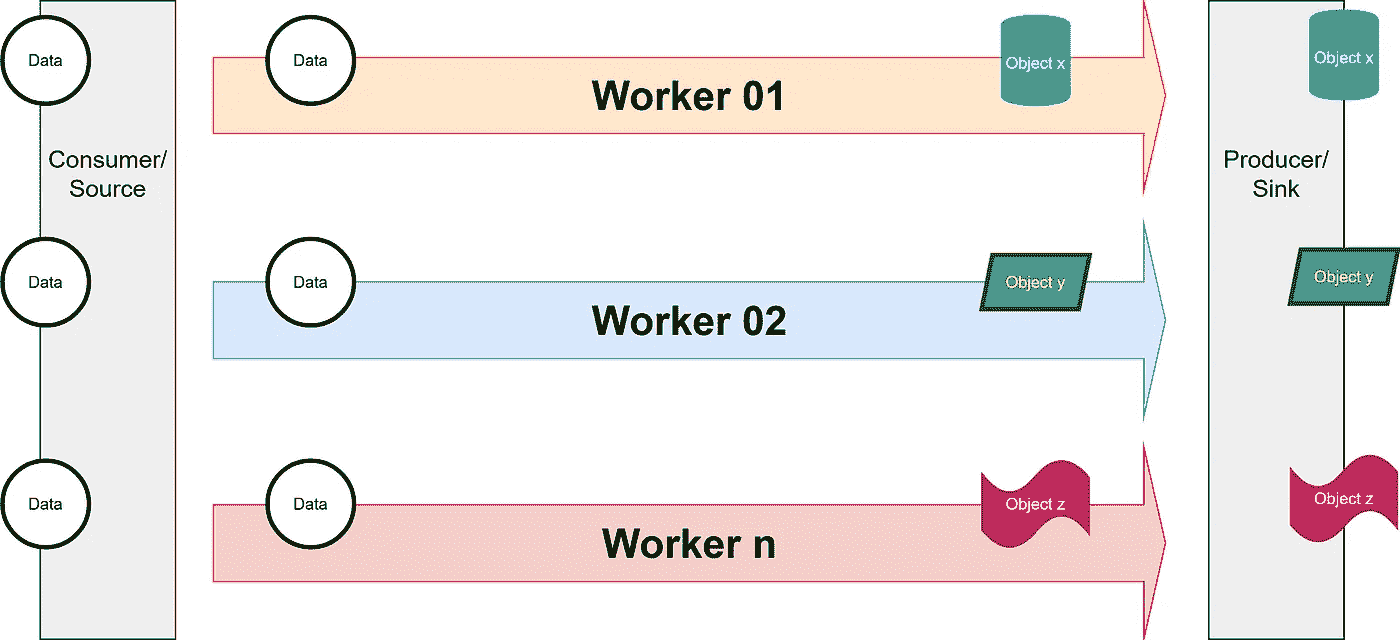 Data
Data
Object x
Object x
Worker 01
Consumer/
Source
Producer/
Sink
Data
Data
Object y
Object y
Worker 02
Data
Data
Object z
Object z
Worker n